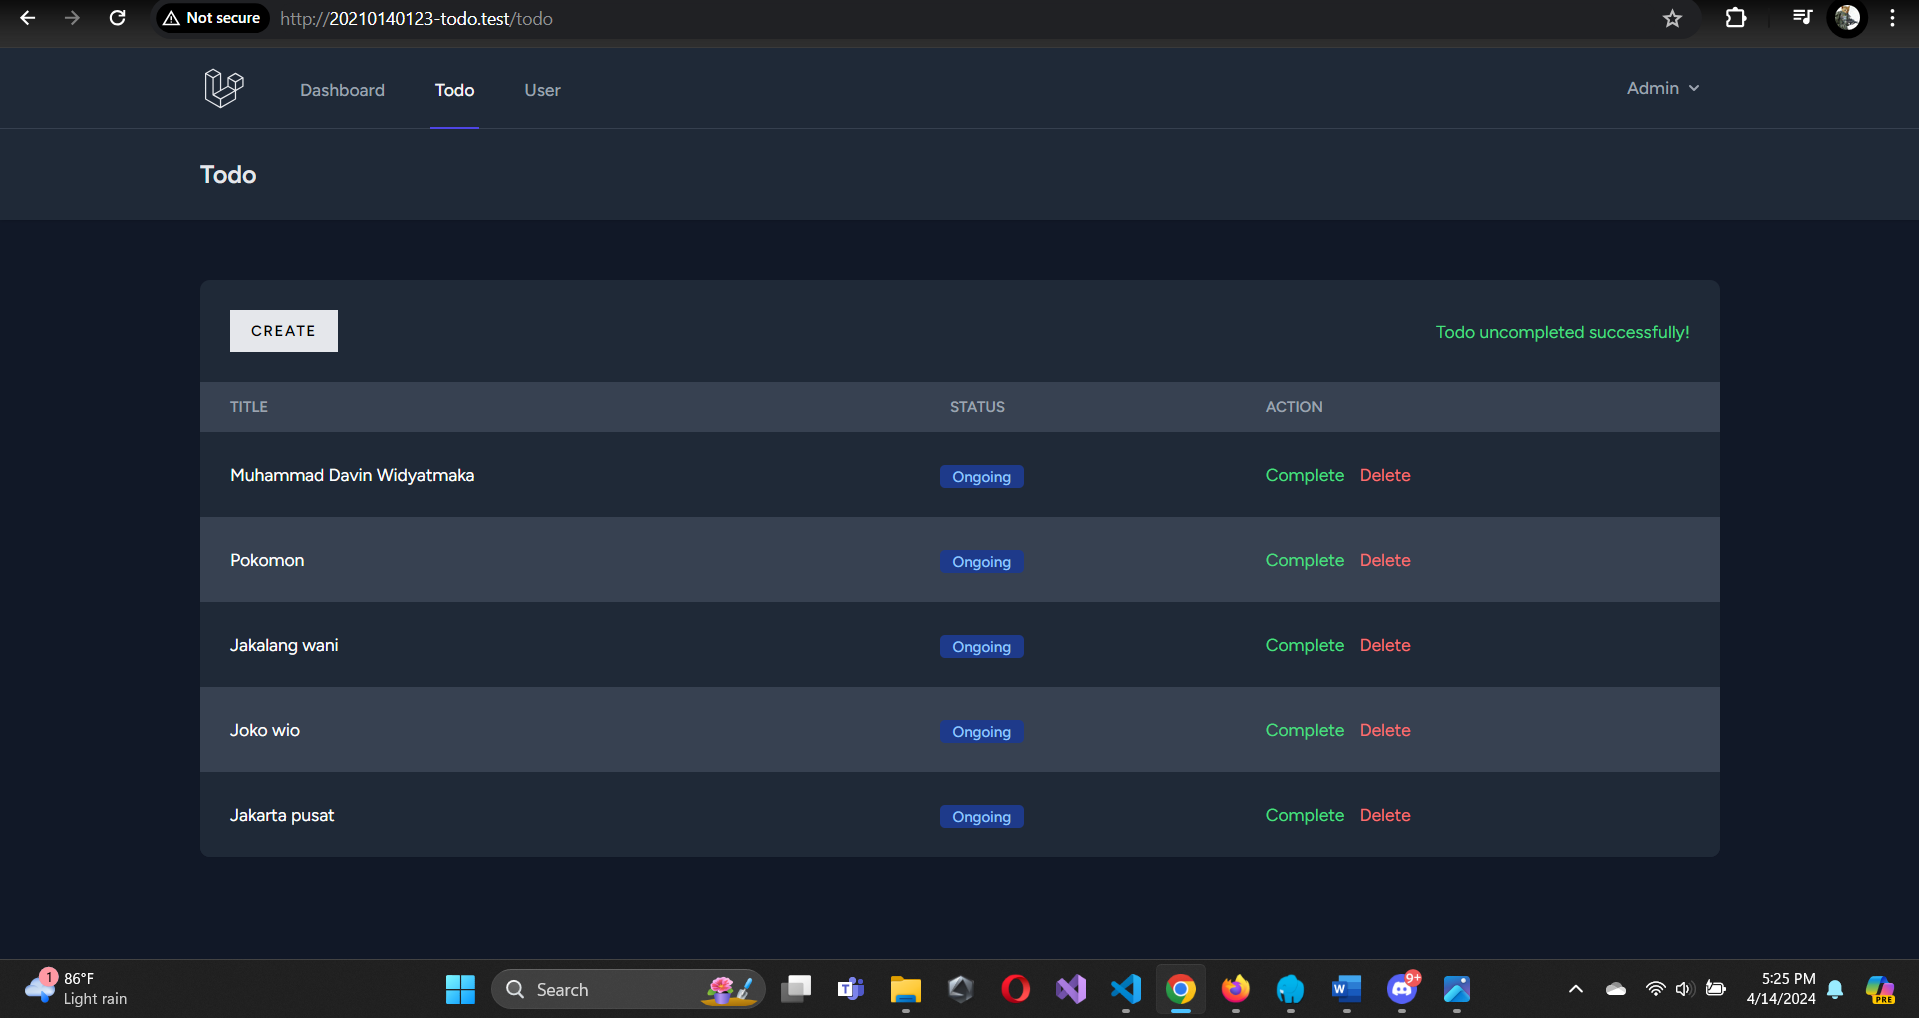 Not secure http://20210140123-todo.test/todo
Dashboard Todo User Admin
Todo
CREATE Todo uncompleted successfully!
TITLE STATUS ACTION
Muhammad Davin Widyatmaka Ongoing Complete Delete
Pokomon Ongoing Complete Delete
Jakalang wani Ongoing Complete Delete
Joko wio Ongoing Complete Delete
Jakarta pusat Ongoing Complete Delete
1 86°F
Light rain
Search
T
W
9+
5:25 PM
4/14/2024
PRE